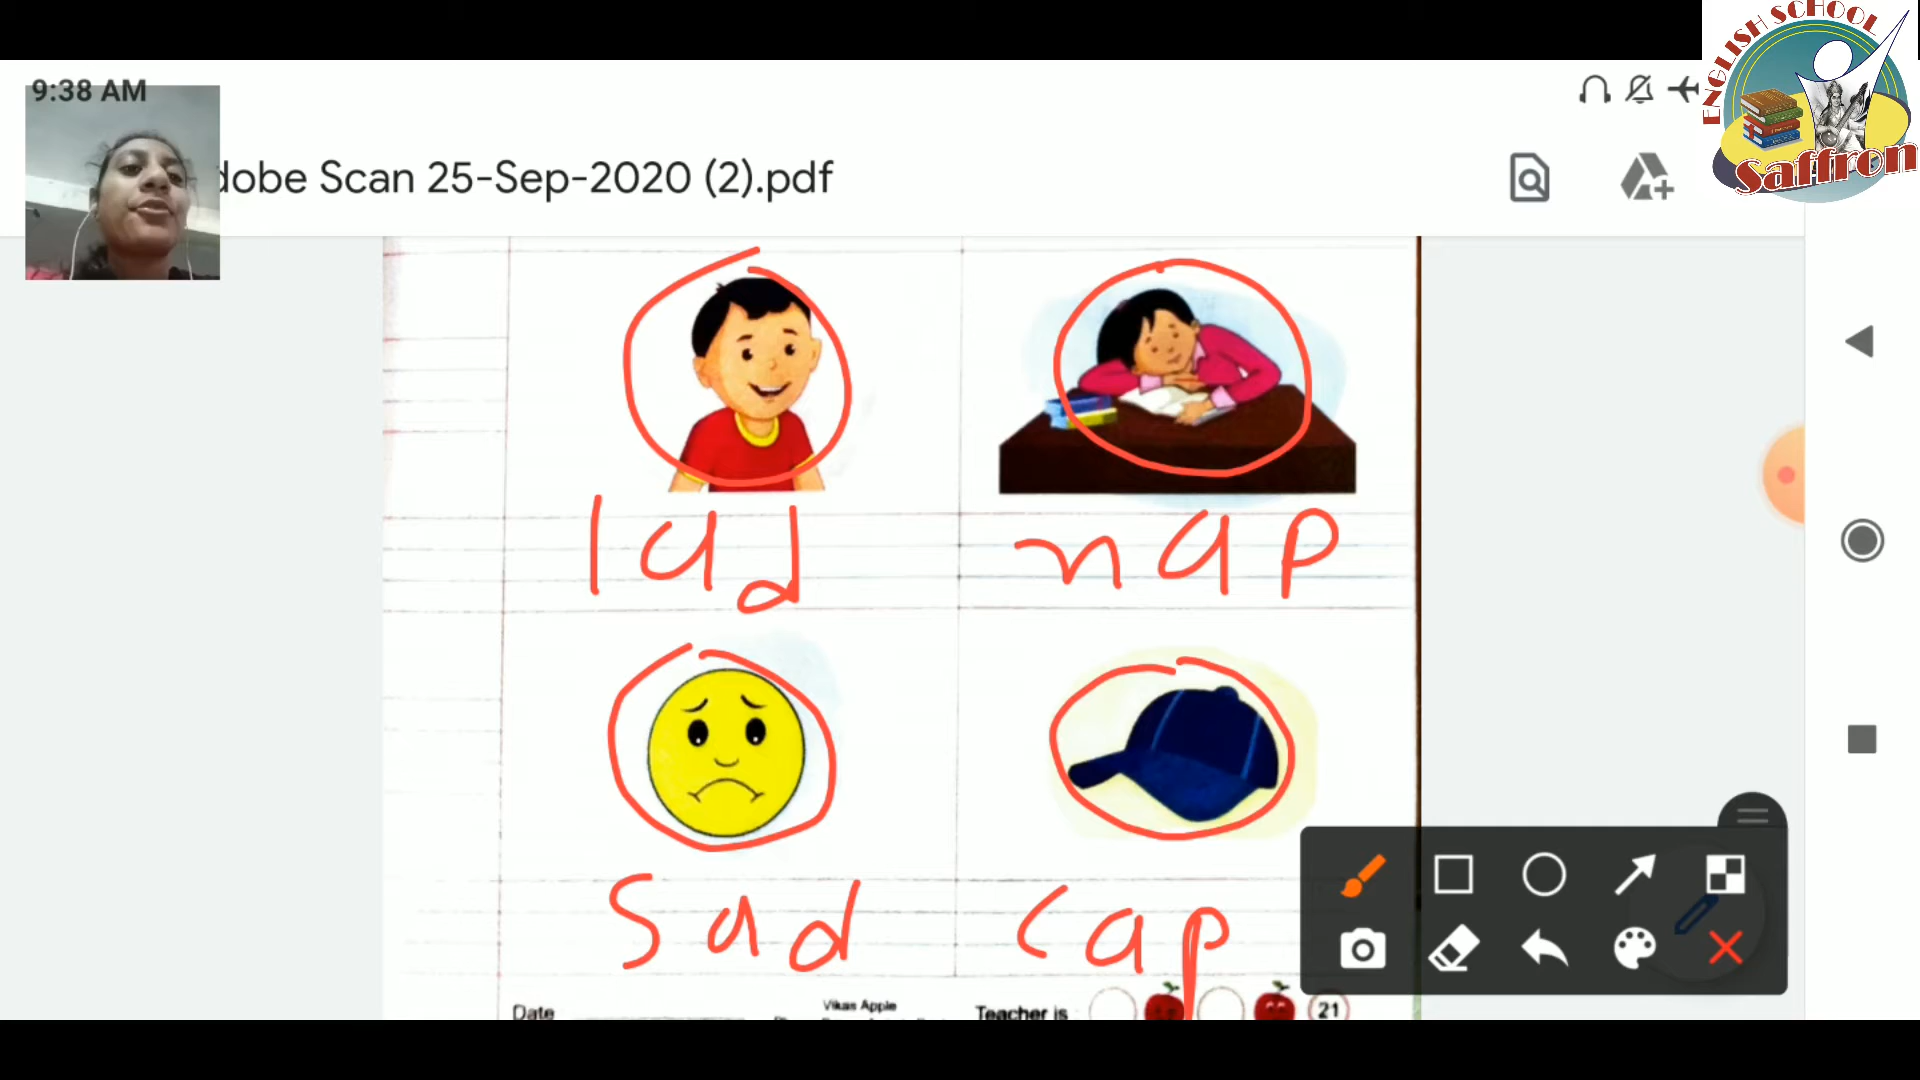 ENGLISH SCHOOL
Saffron
9:38 AM
dobe Scan 25-Sep-2020 (2).pdf
lad nap
sad cap
Date Vikas Apple Teacher is 21